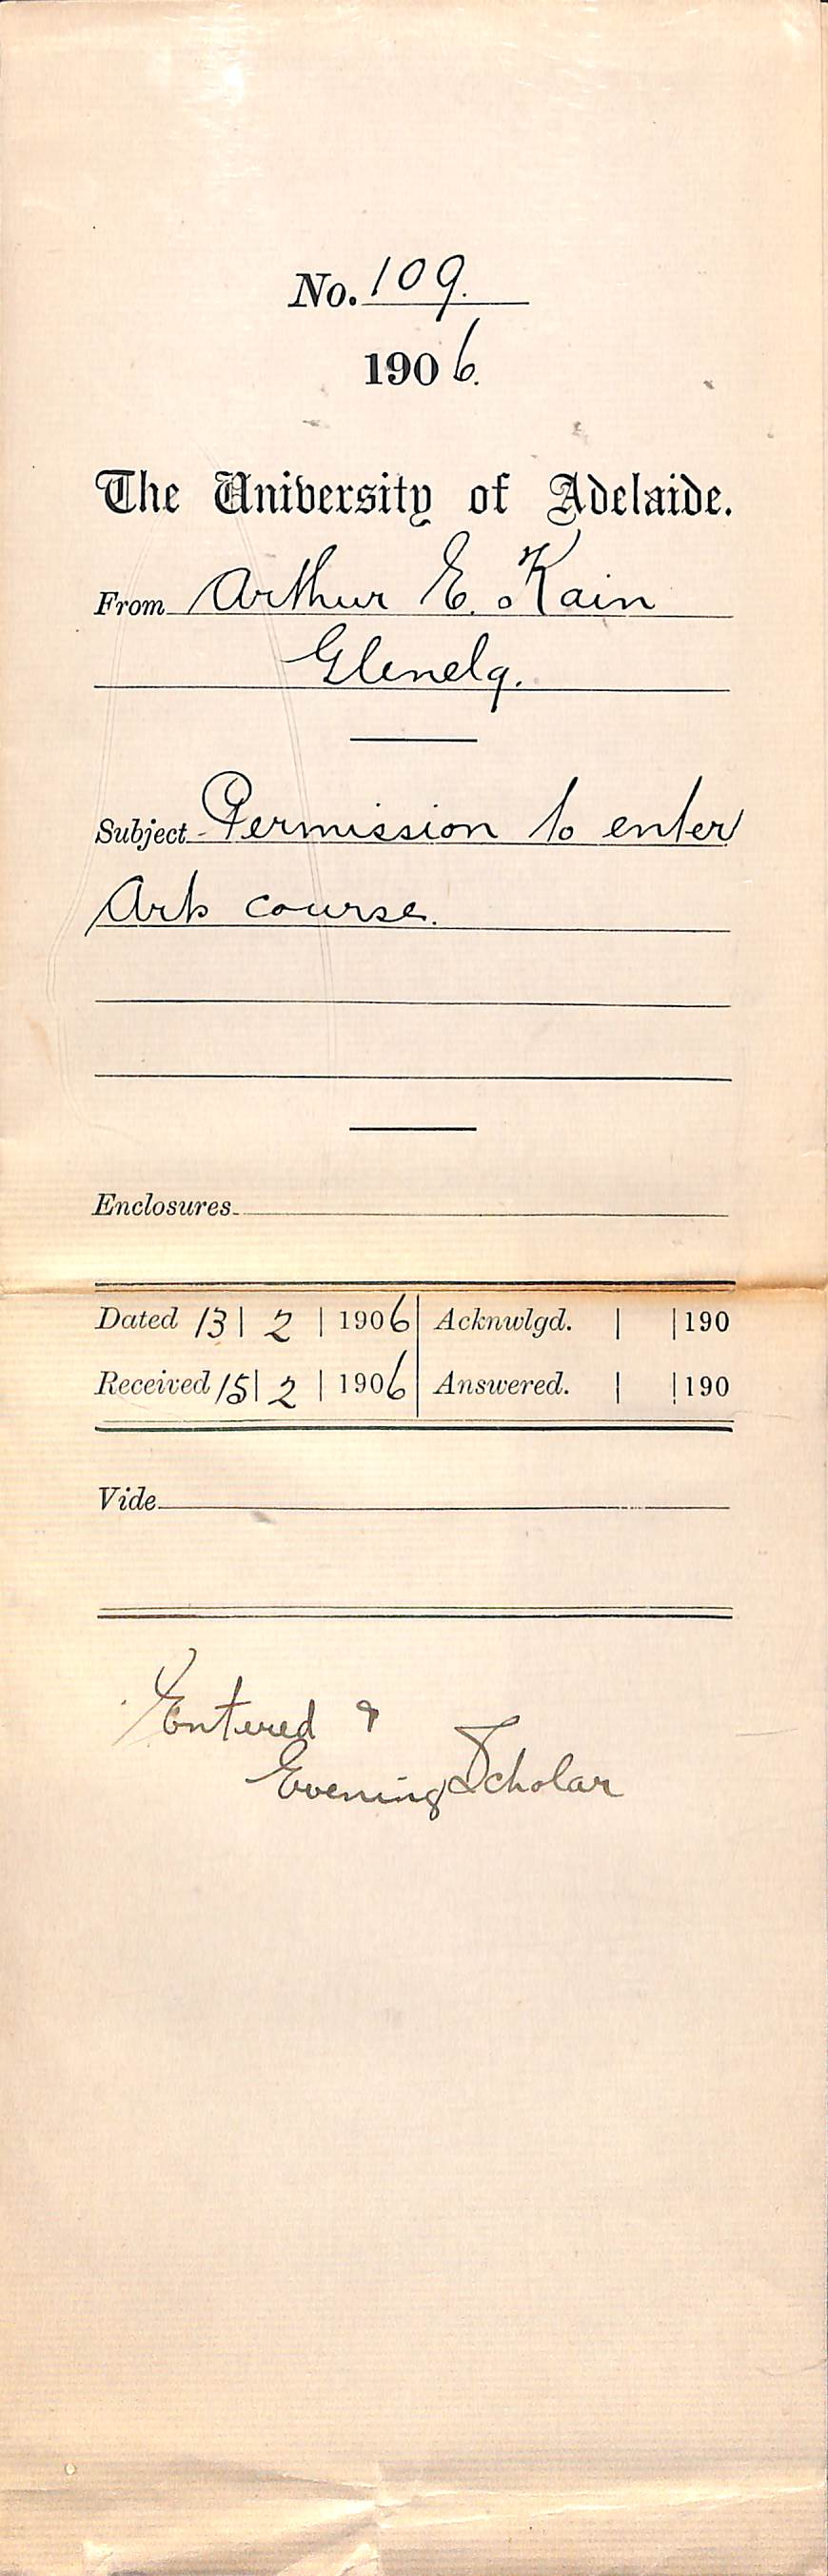 No. 109.
1906.
The University of Adelaide.
From Arthur E. Kain
Glenelg.
Subject Permission to enter
Arts course.
Enclosures
Dated 13 | 2 | 1906 | Acknwlgd. | | 190
Received 15 | 2 | 1906 | Answered. | | 190
Vide
Entered &
Evening Scholar